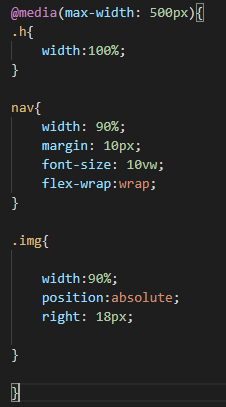 @media(max-width: 500px){
.h{
    width:100%;
}
nav{
    width: 90%;
    margin: 10px;
    font-size: 10vw;
    flex-wrap:wrap;
}
.img{
    width:90%;
    position:absolute;
    right: 18px;
}
}